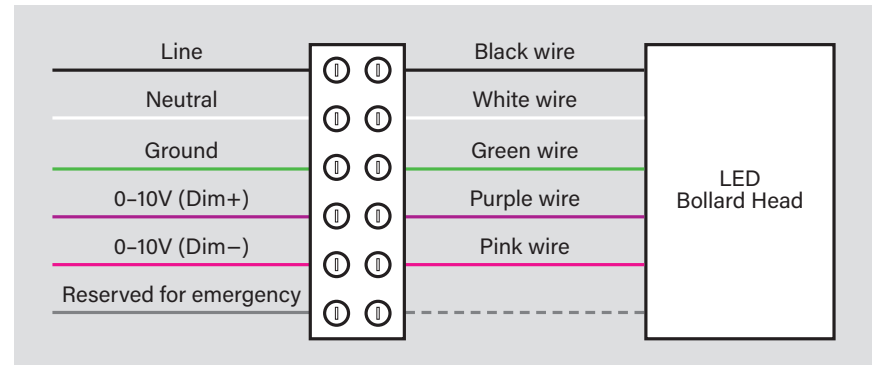 Line
Black wire
Neutral
White wire
Ground
Green wire
0–10V (Dim+)
Purple wire
0–10V (Dim−)
Pink wire
Reserved for emergency
LED
Bollard Head